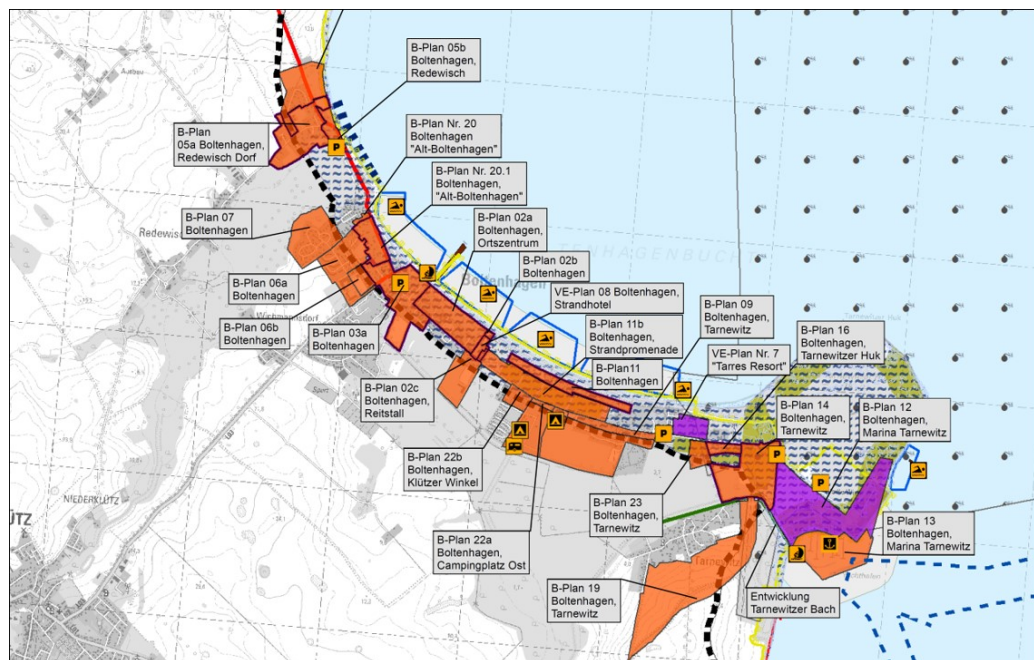 B-Plan 05b
Boltenhagen,
Redewisch
B-Plan
05a Boltenhagen,
Redewisch Dorf
B-Plan Nr. 20
Boltenhagen
"Alt-Boltenhagen"
B-Plan Nr. 20.1
Boltenhagen,
"Alt-Boltenhagen"
B-Plan 07
Boltenhagen
B-Plan 02a
Boltenhagen,
Ortszentrum
B-Plan 02b
Boltenhagen
B-Plan 06a
Boltenhagen
VE-Plan 08 Boltenhagen,
Strandhotel
B-Plan 09
Boltenhagen,
Tarnewitz
B-Plan 06b
Boltenhagen
B-Plan 03a
Boltenhagen
B-Plan 11b
Boltenhagen,
Strandpromenade
B-Plan 16
Boltenhagen,
Tarnewitzer Huk
VE-Plan Nr. 7
"Tarres Resort"
B-Plan11
Boltenhagen
B-Plan 02c
Boltenhagen,
Reitstall
B-Plan 14
Boltenhagen,
Tarnewitz
B-Plan 12
Boltenhagen,
Marina Tarnewitz
B-Plan 22b
Boltenhagen,
Klützer Winkel
B-Plan 23
Boltenhagen,
Tarnewitz
B-Plan 13
Boltenhagen,
Marina Tarnewitz
B-Plan 22a
Boltenhagen,
Campingplatz Ost
B-Plan 19
Boltenhagen,
Tarnewitz
Entwicklung
Tarnewitzer Bach
NIEDERKLÜTZ
P
P
P
P
P